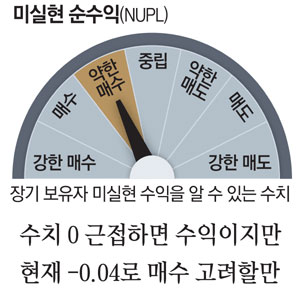 미실현 순수익(NUPL)
강한 매수
매수
약한
매수
중립
약한
매도
매도
강한 매도
장기 보유자 미실현 수익을 알 수 있는 수치
수치 0 근접하면 수익이지만
현재 -0.04로 매수 고려할만